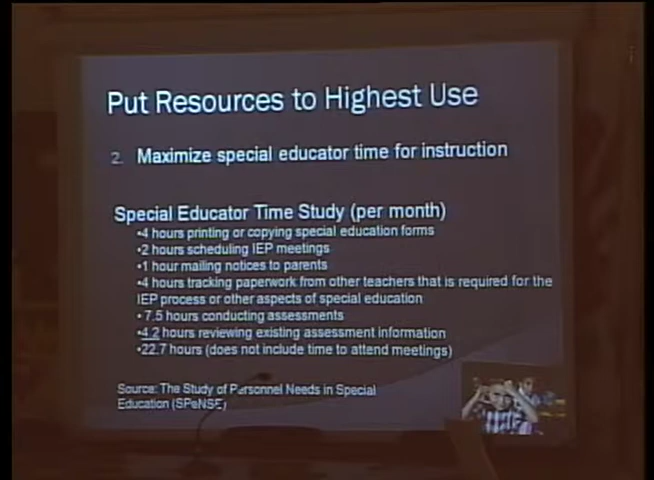 Put Resources to Highest Use
2. Maximize special educator time for instruction
Special Educator Time Study (per month)
•4 hours printing or copying special education forms
•2 hours scheduling IEP meetings
•1 hour mailing notices to parents
•4 hours tracking paperwork from other teachers that is required for the
IEP process or other aspects of special education
• 7.5 hours conducting assessments
•4.2 hours reviewing existing assessment information
•22.7 hours (does not include time to attend meetings)
Source: The Study of Personnel Needs in Special
Education (SPeNSE)